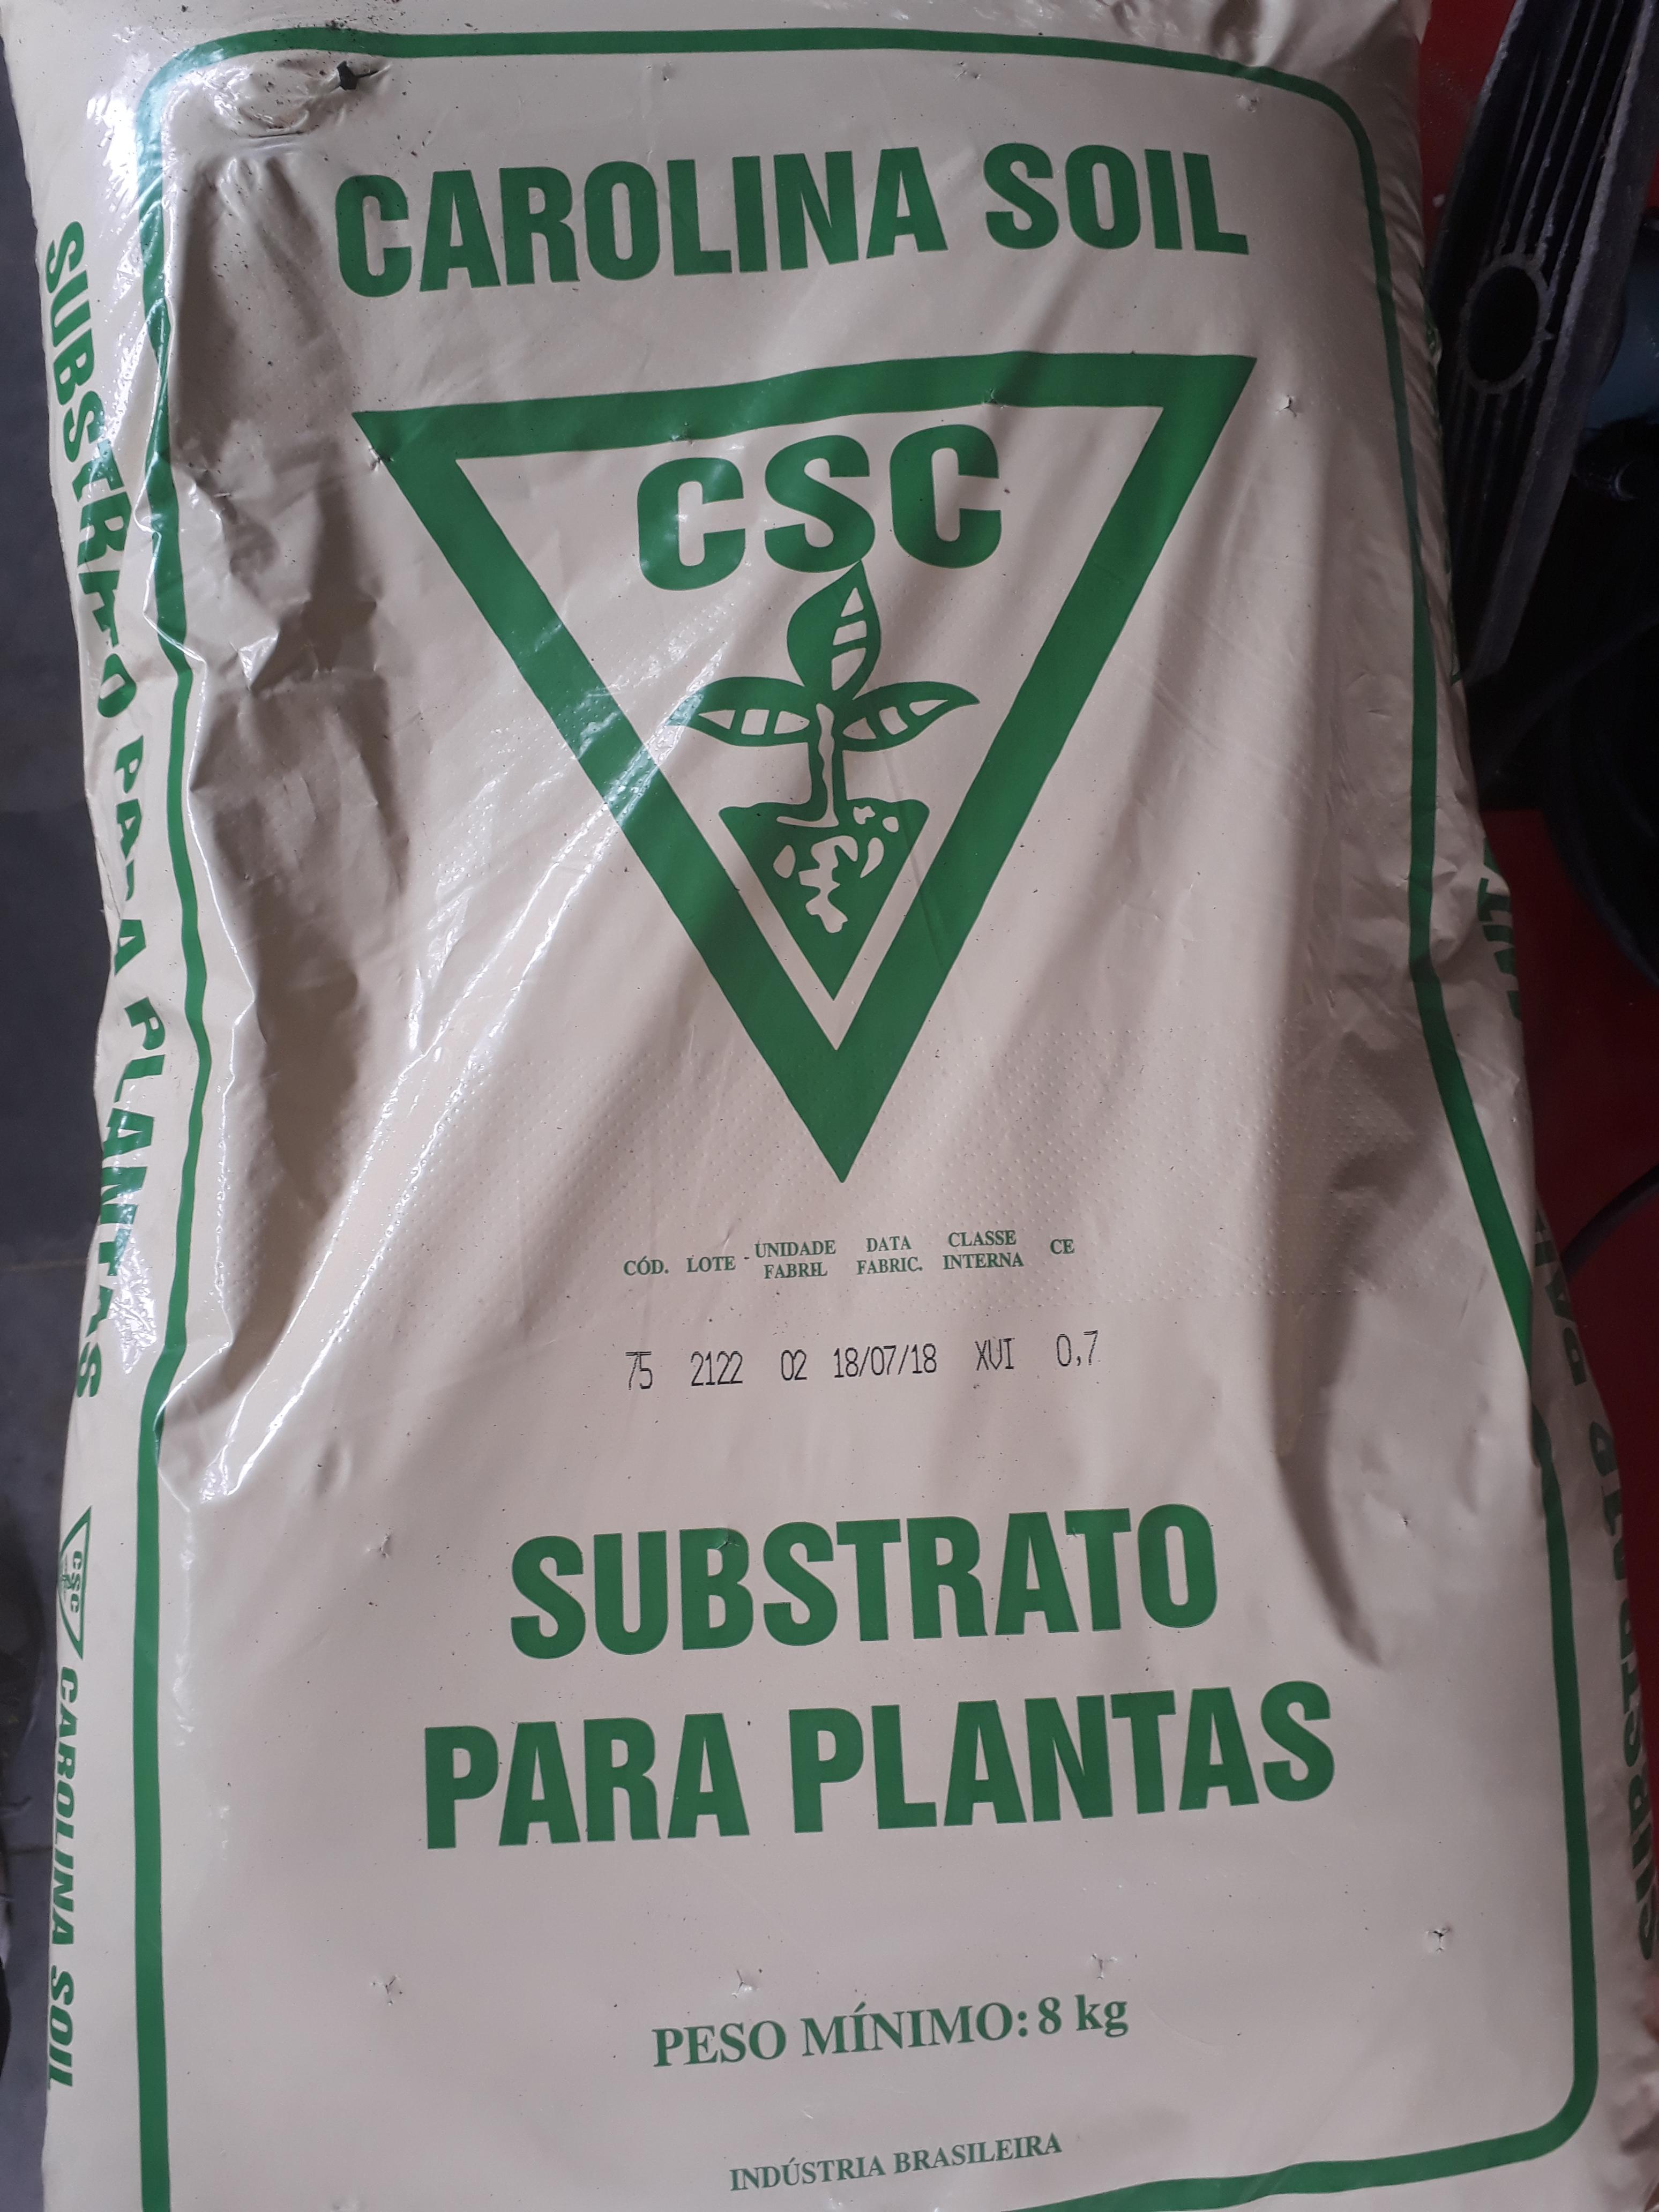 CAROLINA SOIL
CSC
CÓD. LOTE - UNIDADE FABRIL DATA FABRIC. CLASSE INTERNA CE
75 2122 02 18/07/18 XVI 0,7
SUBSTRATO
PARA PLANTAS
PESO MÍNIMO: 8 kg
INDÚSTRIA BRASILEIRA
SUBSTRATO PARA PLANTAS
CSC CAROLINA SOIL